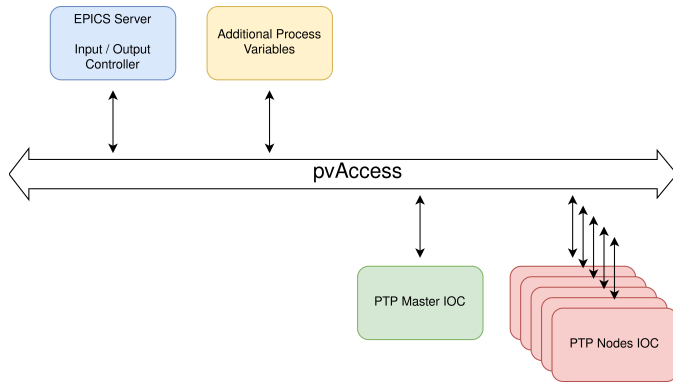 EPICS Server
Input / Output
Controller
Additional Process
Variables
pvAccess
PTP Master IOC
PTP Nodes IOC